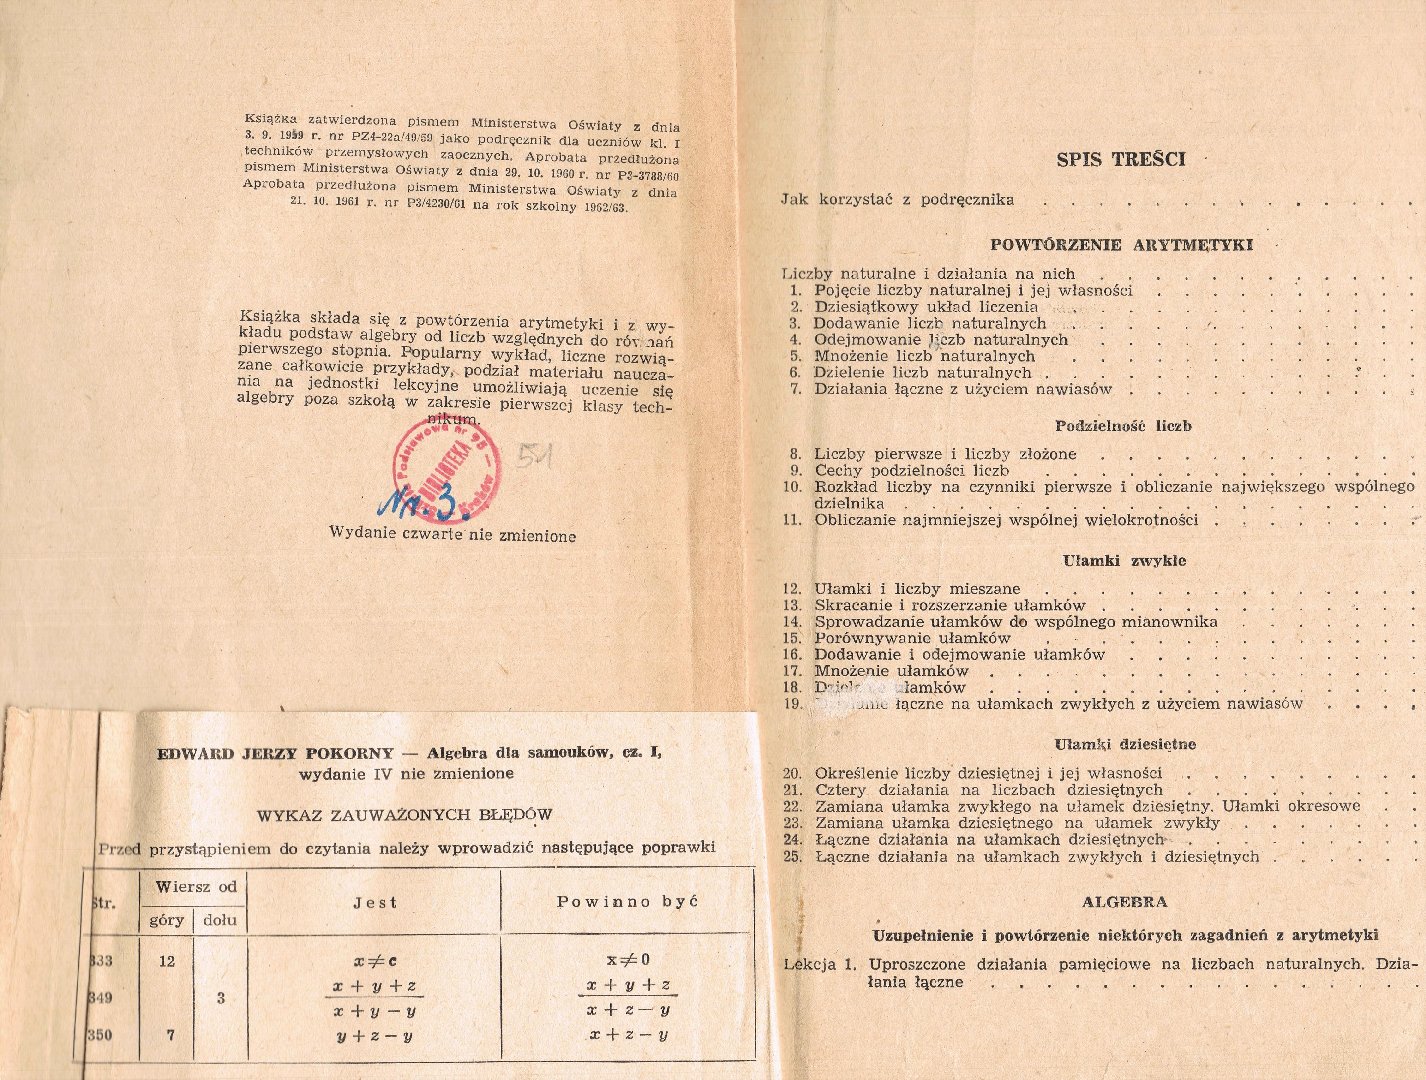 Książka zatwierdzona pismem Ministerstwa Oświaty z dnia
3. 9. 1959 r. nr PZ4-22a/49/59 jako podręcznik dla uczniów kl. I
techników przemysłowych zaocznych. Aprobata przedłużona
pismem Ministerstwa Oświaty z dnia 29. 10. 1960 r. nr P3-3788/60
Aprobata przedłużona pismem Ministerstwa Oświaty z dnia
21. 10. 1961 r. nr P3/4230/61 na rok szkolny 1962/63.
Książka składa się z powtórzenia arytmetyki i z wy-
kładu podstaw algebry od liczb względnych do równań
pierwszego stopnia. Popularny wykład, liczne rozwią-
zane całkowicie przykłady, podział materiału naucza-
nia na jednostki lekcyjne umożliwiają uczenie się
algebry poza szkołą w zakresie pierwszej klasy tech-
nikum.
Podstawowa nr 95 — Kraków
BIBLIOTEKA
51
Nr. 3.
Wydanie czwarte nie zmienione
EDWARD JERZY POKORNY — Algebra dla samouków, cz. I,
wydanie IV nie zmienione
WYKAZ ZAUWAŻONYCH BŁĘDÓW
Przed przystąpieniem do czytania należy wprowadzić następujące poprawki
Str. Wiersz od Jest Powinno być
góry dołu
333 12 x ≠ c x ≠ 0
349 3 x + y + z / x + y — y x + y + z / x + z — y
350 7 y + z — y x + z — y
SPIS TREŚCI
Jak korzystać z podręcznika . . . . . . . . . . . . . .
POWTÓRZENIE ARYTMETYKI
Liczby naturalne i działania na nich . . . . . . . . . . . .
1. Pojęcie liczby naturalnej i jej własności . . . . . . . . . .
2. Dziesiątkowy układ liczenia . . . . . . . . . . . . .
3. Dodawanie liczb naturalnych . . . . . . . . . . . . .
4. Odejmowanie liczb naturalnych . . . . . . . . . . . .
5. Mnożenie liczb naturalnych . . . . . . . . . . . . .
6. Dzielenie liczb naturalnych . . . . . . . . . . . . . .
7. Działania łączne z użyciem nawiasów . . . . . . . . . . .
Podzielność liczb
8. Liczby pierwsze i liczby złożone . . . . . . . . . . . .
9. Cechy podzielności liczb . . . . . . . . . . . . . .
10. Rozkład liczby na czynniki pierwsze i obliczanie największego wspólnego
dzielnika . . . . . . . . . . . . . . . . . . .
11. Obliczanie najmniejszej wspólnej wielokrotności . . . . . . . .
Ułamki zwykłe
12. Ułamki i liczby mieszane . . . . . . . . . . . . . .
13. Skracanie i rozszerzanie ułamków . . . . . . . . . . . .
14. Sprowadzanie ułamków do wspólnego mianownika . . . . . . .
15. Porównywanie ułamków . . . . . . . . . . . . . .
16. Dodawanie i odejmowanie ułamków . . . . . . . . . . .
17. Mnożenie ułamków . . . . . . . . . . . . . . . .
18. ułamków . . . . . . . . . . . . . . . .
19. łączne na ułamkach zwykłych z użyciem nawiasów . . . .
Ułamki dziesiętne
20. Określenie liczby dziesiętnej i jej własności . . . . . . . . .
21. Cztery działania na liczbach dziesiętnych . . . . . . . . .
22. Zamiana ułamka zwykłego na ułamek dziesiętny. Ułamki okresowe . .
23. Zamiana ułamka dziesiętnego na ułamek zwykły . . . . . . .
24. Łączne działania na ułamkach dziesiętnych . . . . . . . . .
25. Łączne działania na ułamkach zwykłych i dziesiętnych . . . . . .
ALGEBRA
Uzupełnienie i powtórzenie niektórych zagadnień z arytmetyki
Lekcja 1. Uproszczone działania pamięciowe na liczbach naturalnych. Dzia-
łania łączne . . . . . . . . . . . . . . . .